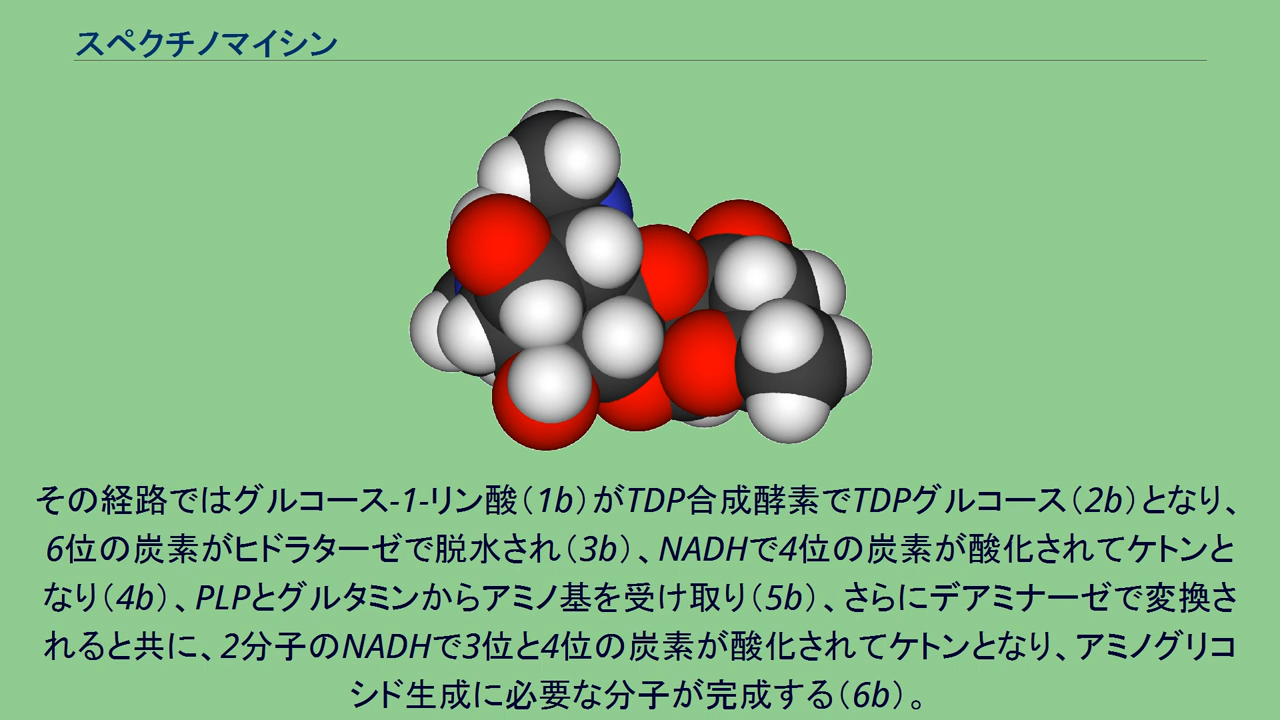 スペクチノマイシン
その経路ではグルコース-1-リン酸（1b）がTDP合成酵素でTDPグルコース（2b）となり、
6位の炭素がヒドラターゼで脱水され（3b）、NADHで4位の炭素が酸化されてケトンと
なり（4b）、PLPとグルタミンからアミノ基を受け取り（5b）、さらにデアミナーゼで変換さ
れると共に、2分子のNADHで3位と4位の炭素が酸化されてケトンとなり、アミノグリコ
シド生成に必要な分子が完成する（6b）。